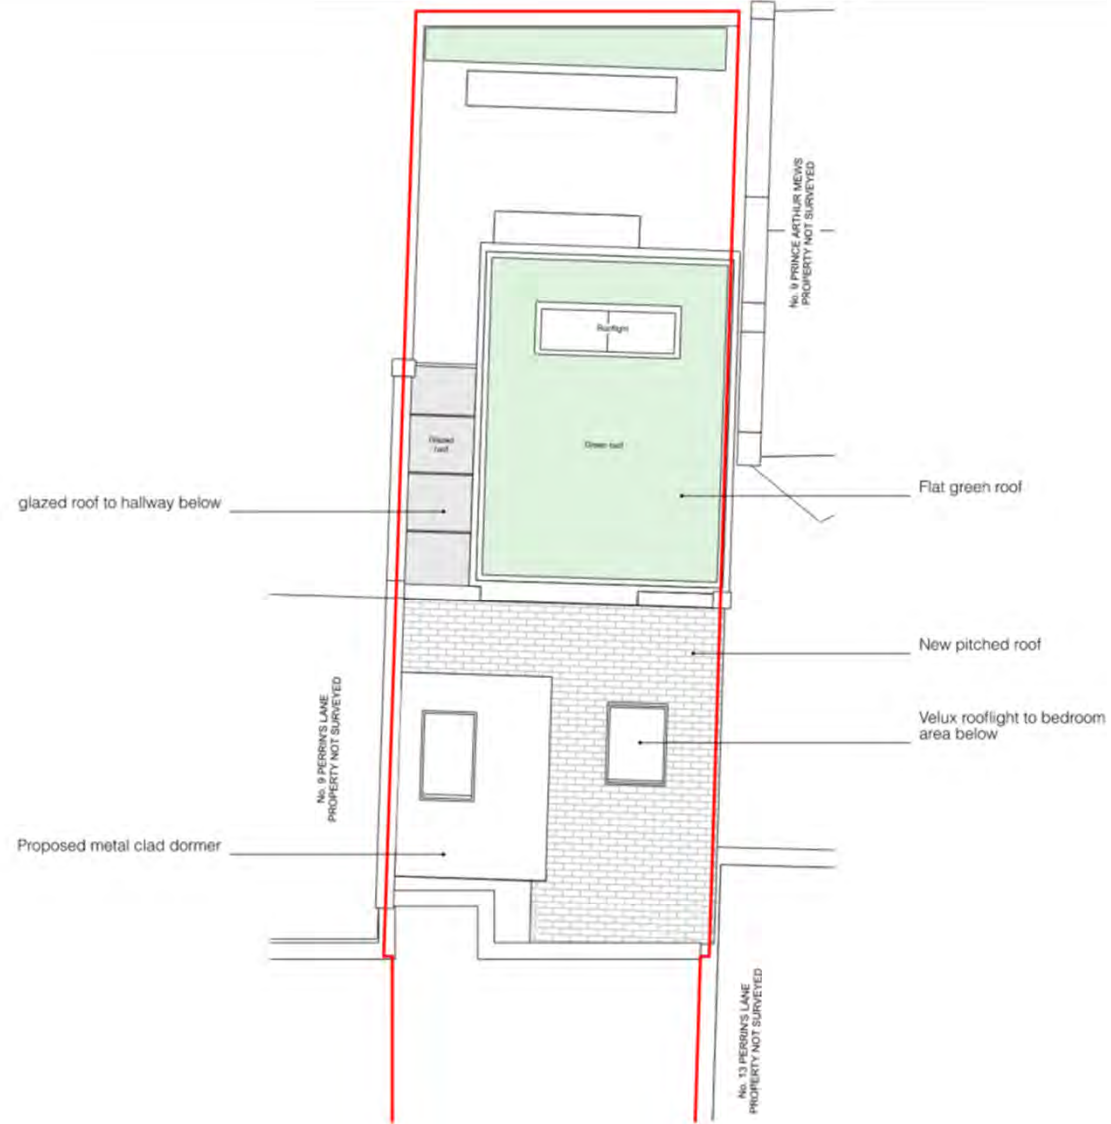 No. 9 PRINCE ARTHUR MEWS
PROPERTY NOT SURVEYED
Rooflight
Glazed
roof
Green roof
glazed roof to hallway below
Flat green roof
New pitched roof
No. 9 PERRIN'S LANE
PROPERTY NOT SURVEYED
Velux rooflight to bedroom
area below
Proposed metal clad dormer
No. 13 PERRIN'S LANE
PROPERTY NOT SURVEYED